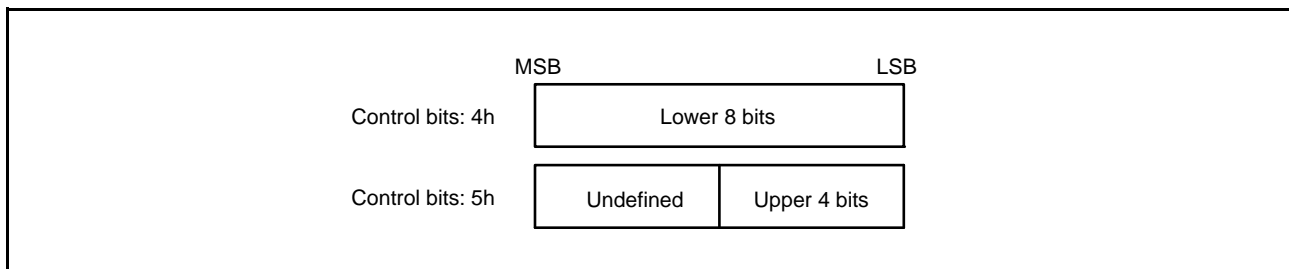 MSB LSB
Control bits: 4h Lower 8 bits
Control bits: 5h Undefined Upper 4 bits